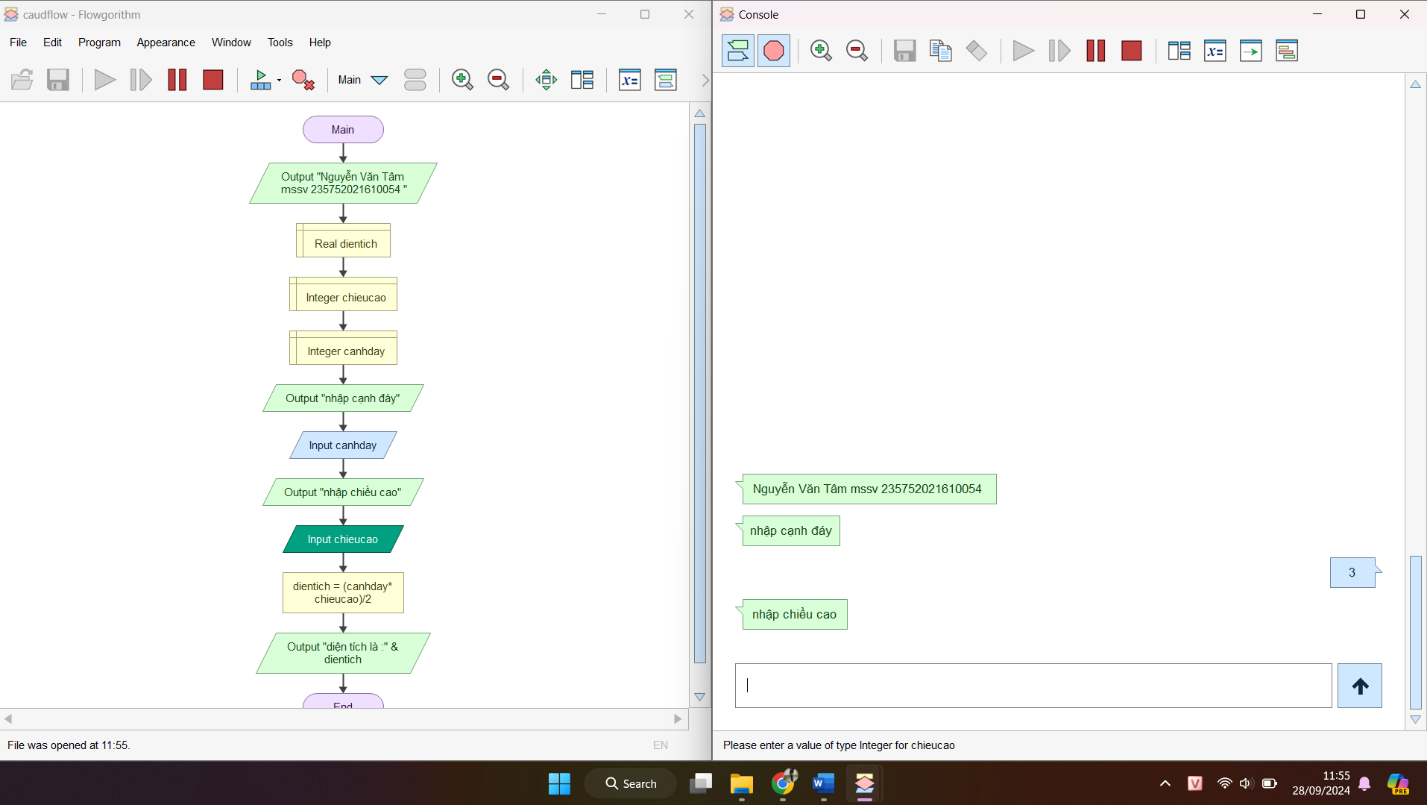 caudflow - Flowgorithm
File Edit Program Appearance Window Tools Help
Main
Main
Output "Nguyễn Văn Tâm
mssv 235752021610054 "
Real dientich
Integer chieucao
Integer canhday
Output "nhập cạnh đáy"
Input canhday
Output "nhập chiều cao"
Input chieucao
dientich = (canhday*
chieucao)/2
Output "diện tích là :" &
dientich
End
File was opened at 11:55.
EN
Console
Nguyễn Văn Tâm mssv 235752021610054
nhập cạnh đáy
3
nhập chiều cao
Please enter a value of type Integer for chieucao
Search
11:55
28/09/2024
PRE